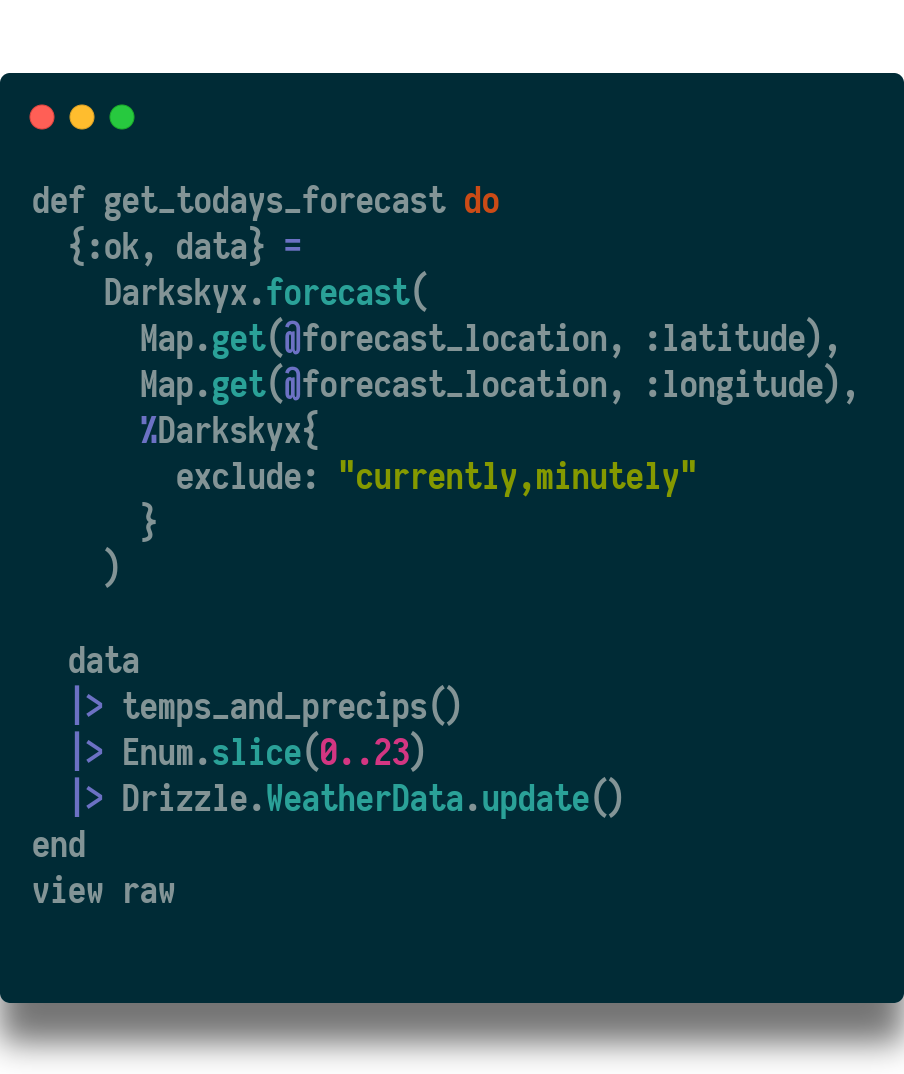 def get_todays_forecast do
  {:ok, data} =
    Darkskyx.forecast(
      Map.get(@forecast_location, :latitude),
      Map.get(@forecast_location, :longitude),
      %Darkskyx{
        exclude: "currently,minutely"
      }
    )

  data
  |> temps_and_precips()
  |> Enum.slice(0..23)
  |> Drizzle.WeatherData.update()
end
view raw